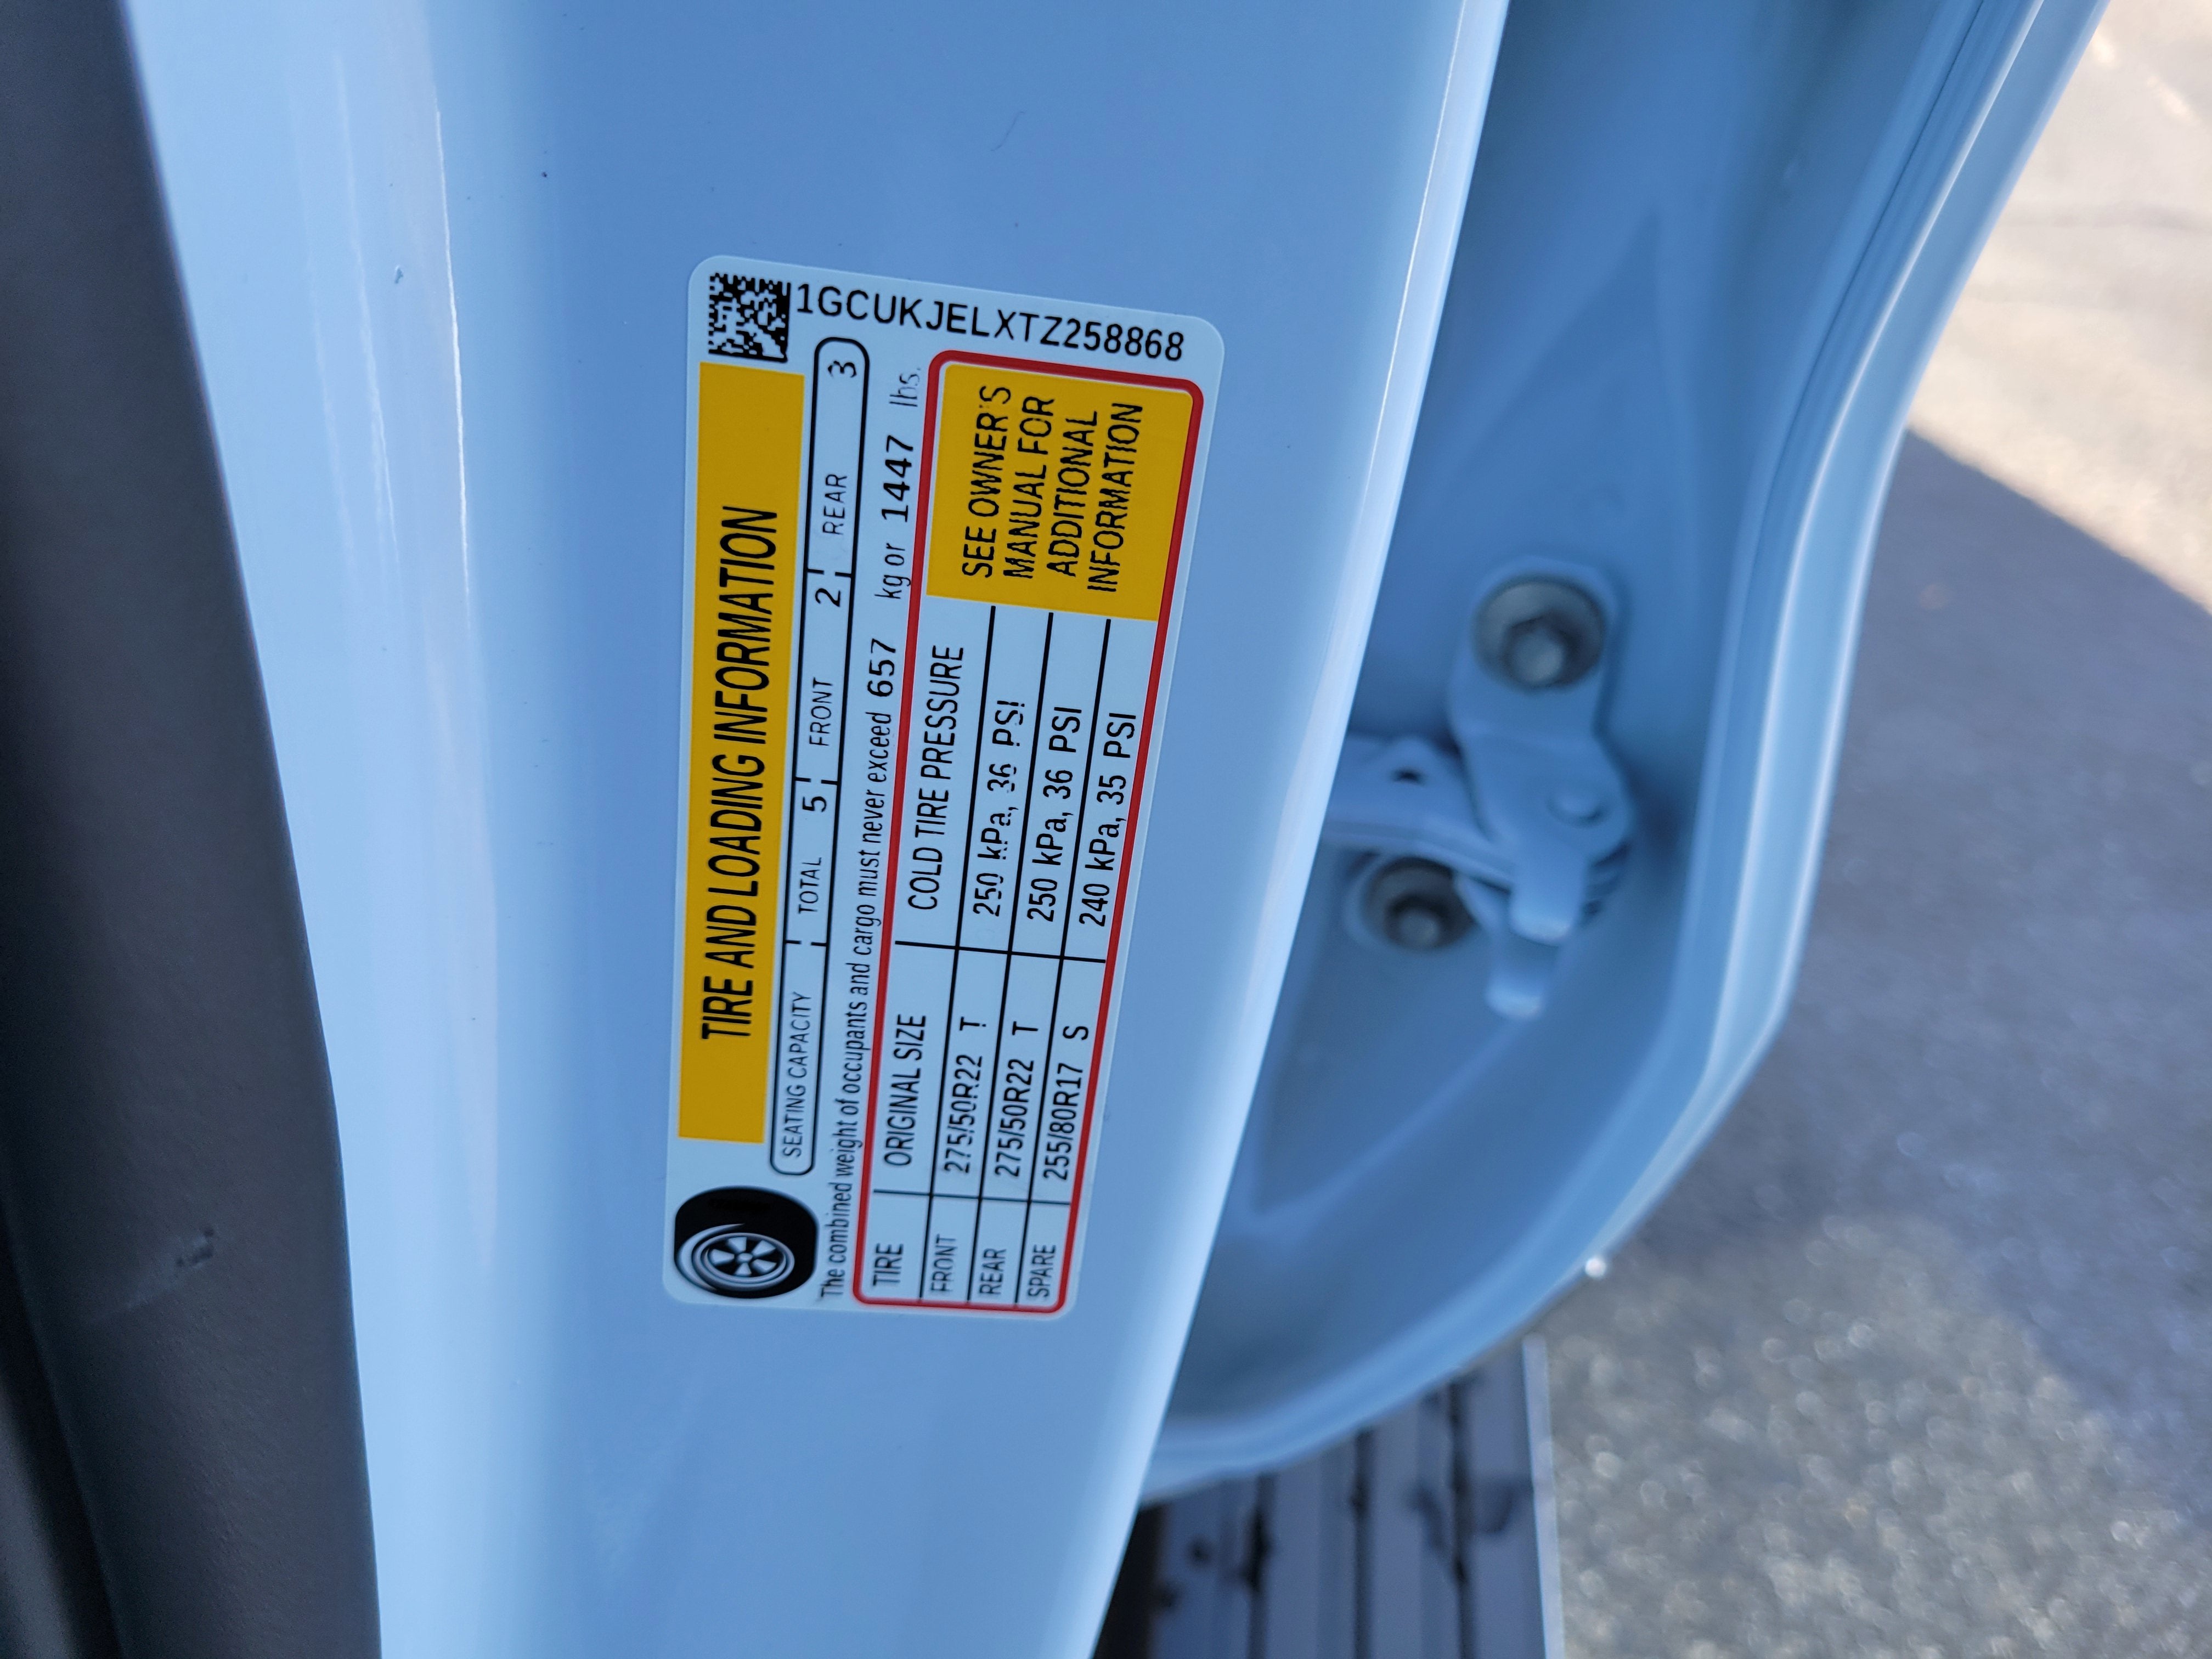 TIRE AND LOADING INFORMATION
SEATING CAPACITY TOTAL 5 FRONT 2 REAR 3
The combined weight of occupants and cargo must never exceed 657 kg or 1447 lbs.
TIRE ORIGINAL SIZE COLD TIRE PRESSURE
FRONT 275/50R22 T 250 kPa, 36 PSI
REAR 275/50R22 T 250 kPa, 36 PSI
SPARE 255/80R17 S 240 kPa, 35 PSI
SEE OWNER'S
MANUAL FOR
ADDITIONAL
INFORMATION
1GCUKJELXTZ258868